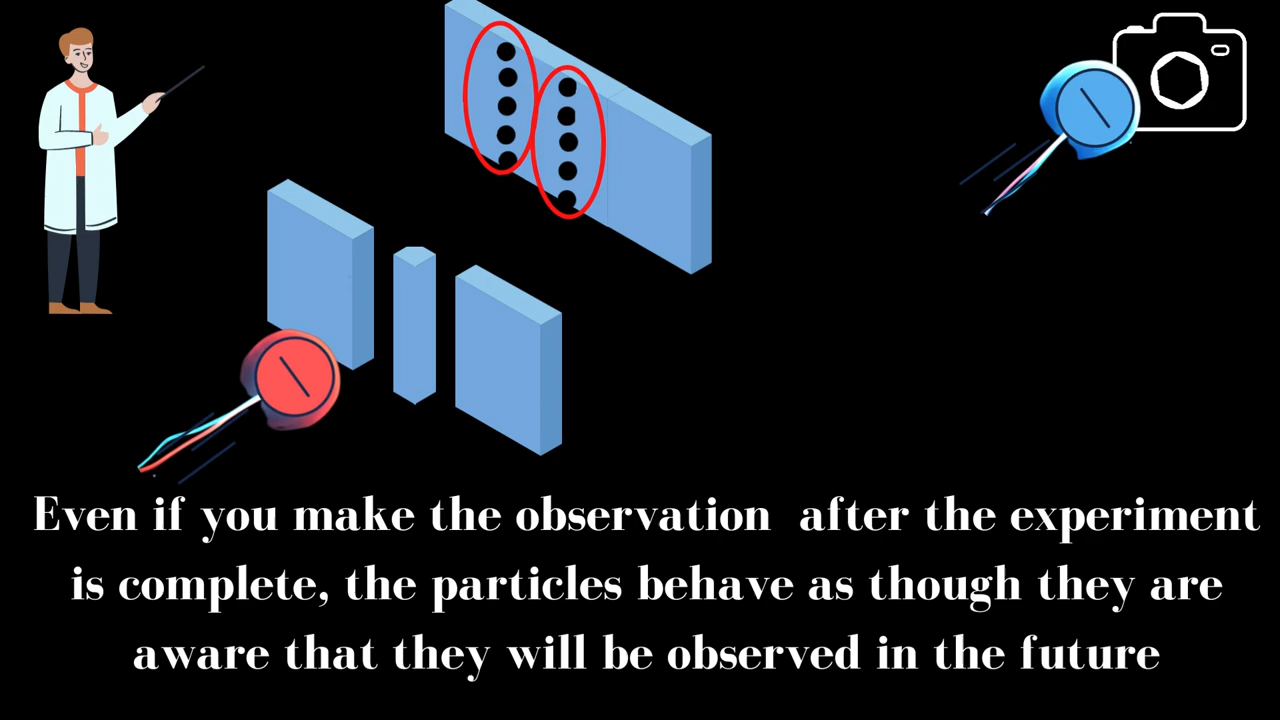 Even if you make the observation  after the experiment
is complete, the particles behave as though they are
aware that they will be observed in the future